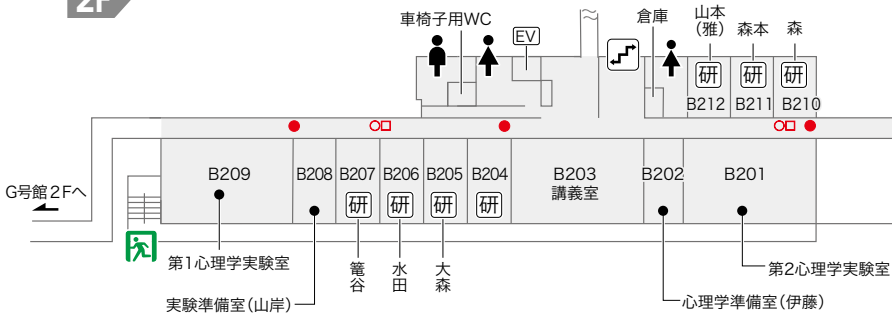 2F
車椅子用WC
EV
倉庫
山本
(雅)
森本
森
研
研
研
B212
B211
B210
B209
B208
B207
B206
B205
B204
B203
講義室
B202
B201
研
研
研
研
G号館2Fへ
第1心理学実験室
篭谷
水田
大森
第2心理学実験室
実験準備室(山岸)
心理学準備室(伊藤)